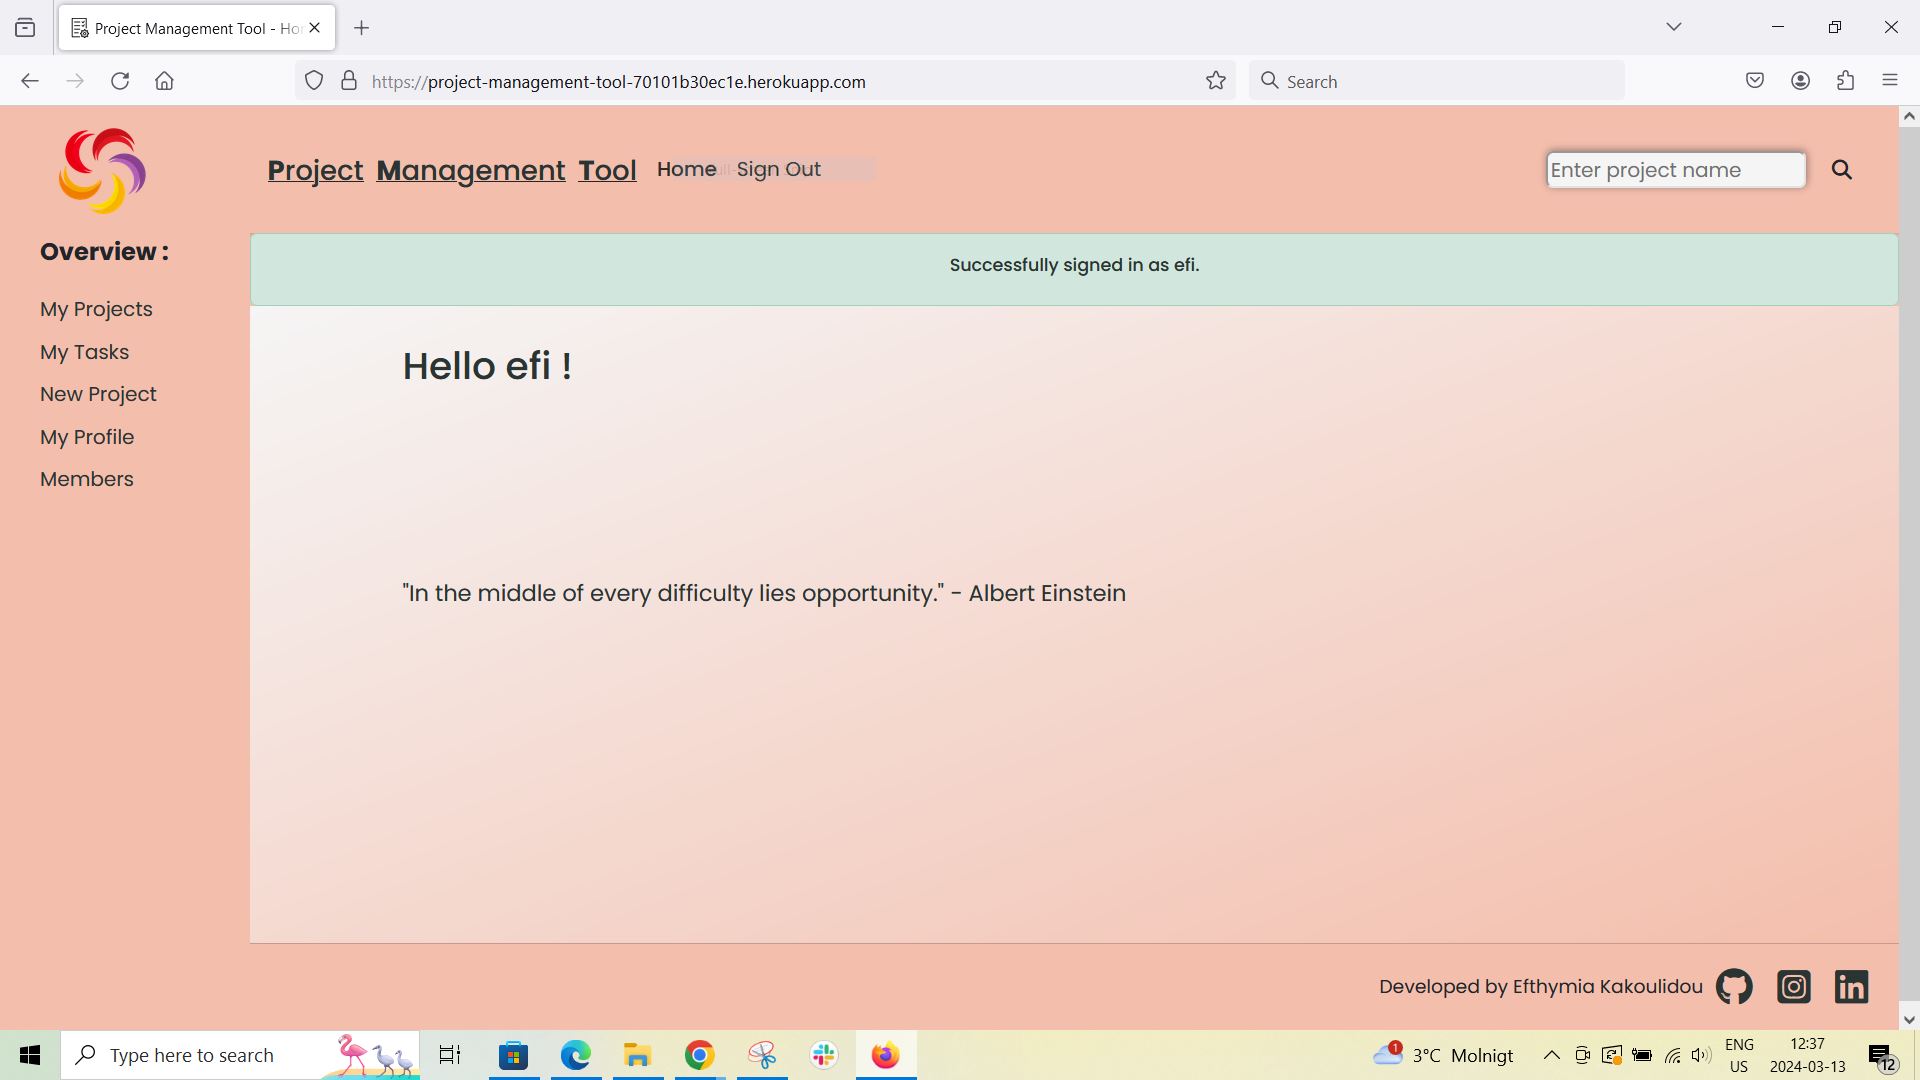 Project Management Tool - Ho
https://project-management-tool-70101b30ec1e.herokuapp.com
Search
Project Management Tool Home Sign Out
Enter project name
Overview :
My Projects
My Tasks
New Project
My Profile
Members
Successfully signed in as efi.
Hello efi !
"In the middle of every difficulty lies opportunity." - Albert Einstein
Developed by Efthymia Kakoulidou
Type here to search
1
3°C Molnigt
ENG
US
12:37
2024-03-13
12